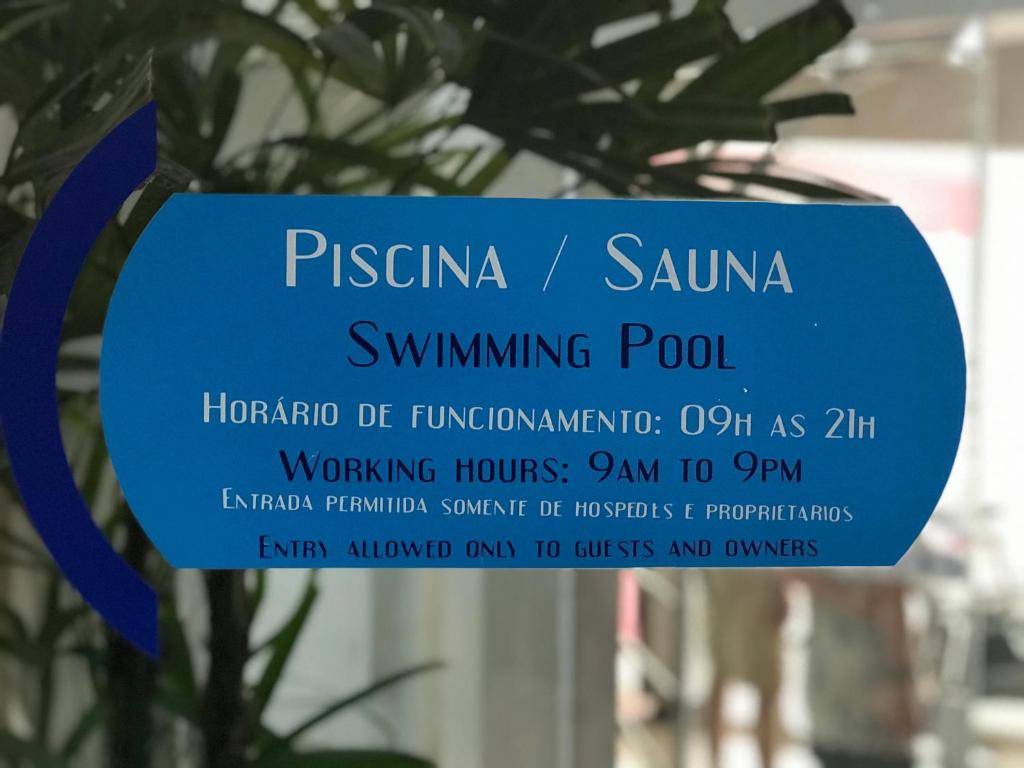 PISCINA / SAUNA
SWIMMING POOL
HORÁRIO DE FUNCIONAMENTO: 09H AS 21H
WORKING HOURS: 9AM TO 9PM
ENTRADA PERMITIDA SOMENTE DE HOSPEDES E PROPRIETARIOS
ENTRY ALLOWED ONLY TO GUESTS AND OWNERS